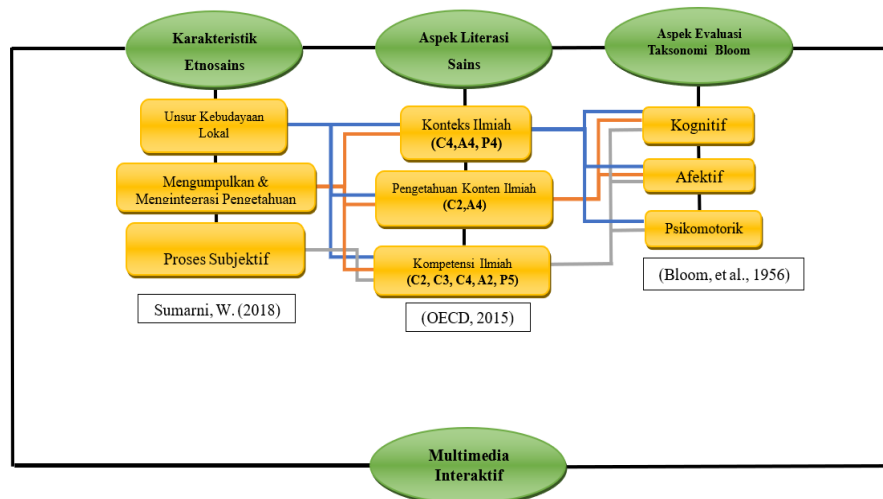 Karakteristik
Etnosains
Aspek Literasi
Sains
Aspek Evaluasi
Taksonomi Bloom
Unsur Kebudayaan
Lokal
Mengumpulkan &
Mengintegrasi Pengetahuan
Proses Subjektif
Sumarni, W. (2018)
Konteks Ilmiah
(C4,A4, P4)
Pengetahuan Konten Ilmiah
(C2,A4)
Kompetensi Ilmiah
(C2, C3, C4, A2, P5)
(OECD, 2015)
Kognitif
Afektif
Psikomotorik
(Bloom, et al., 1956)
Multimedia
Interaktif